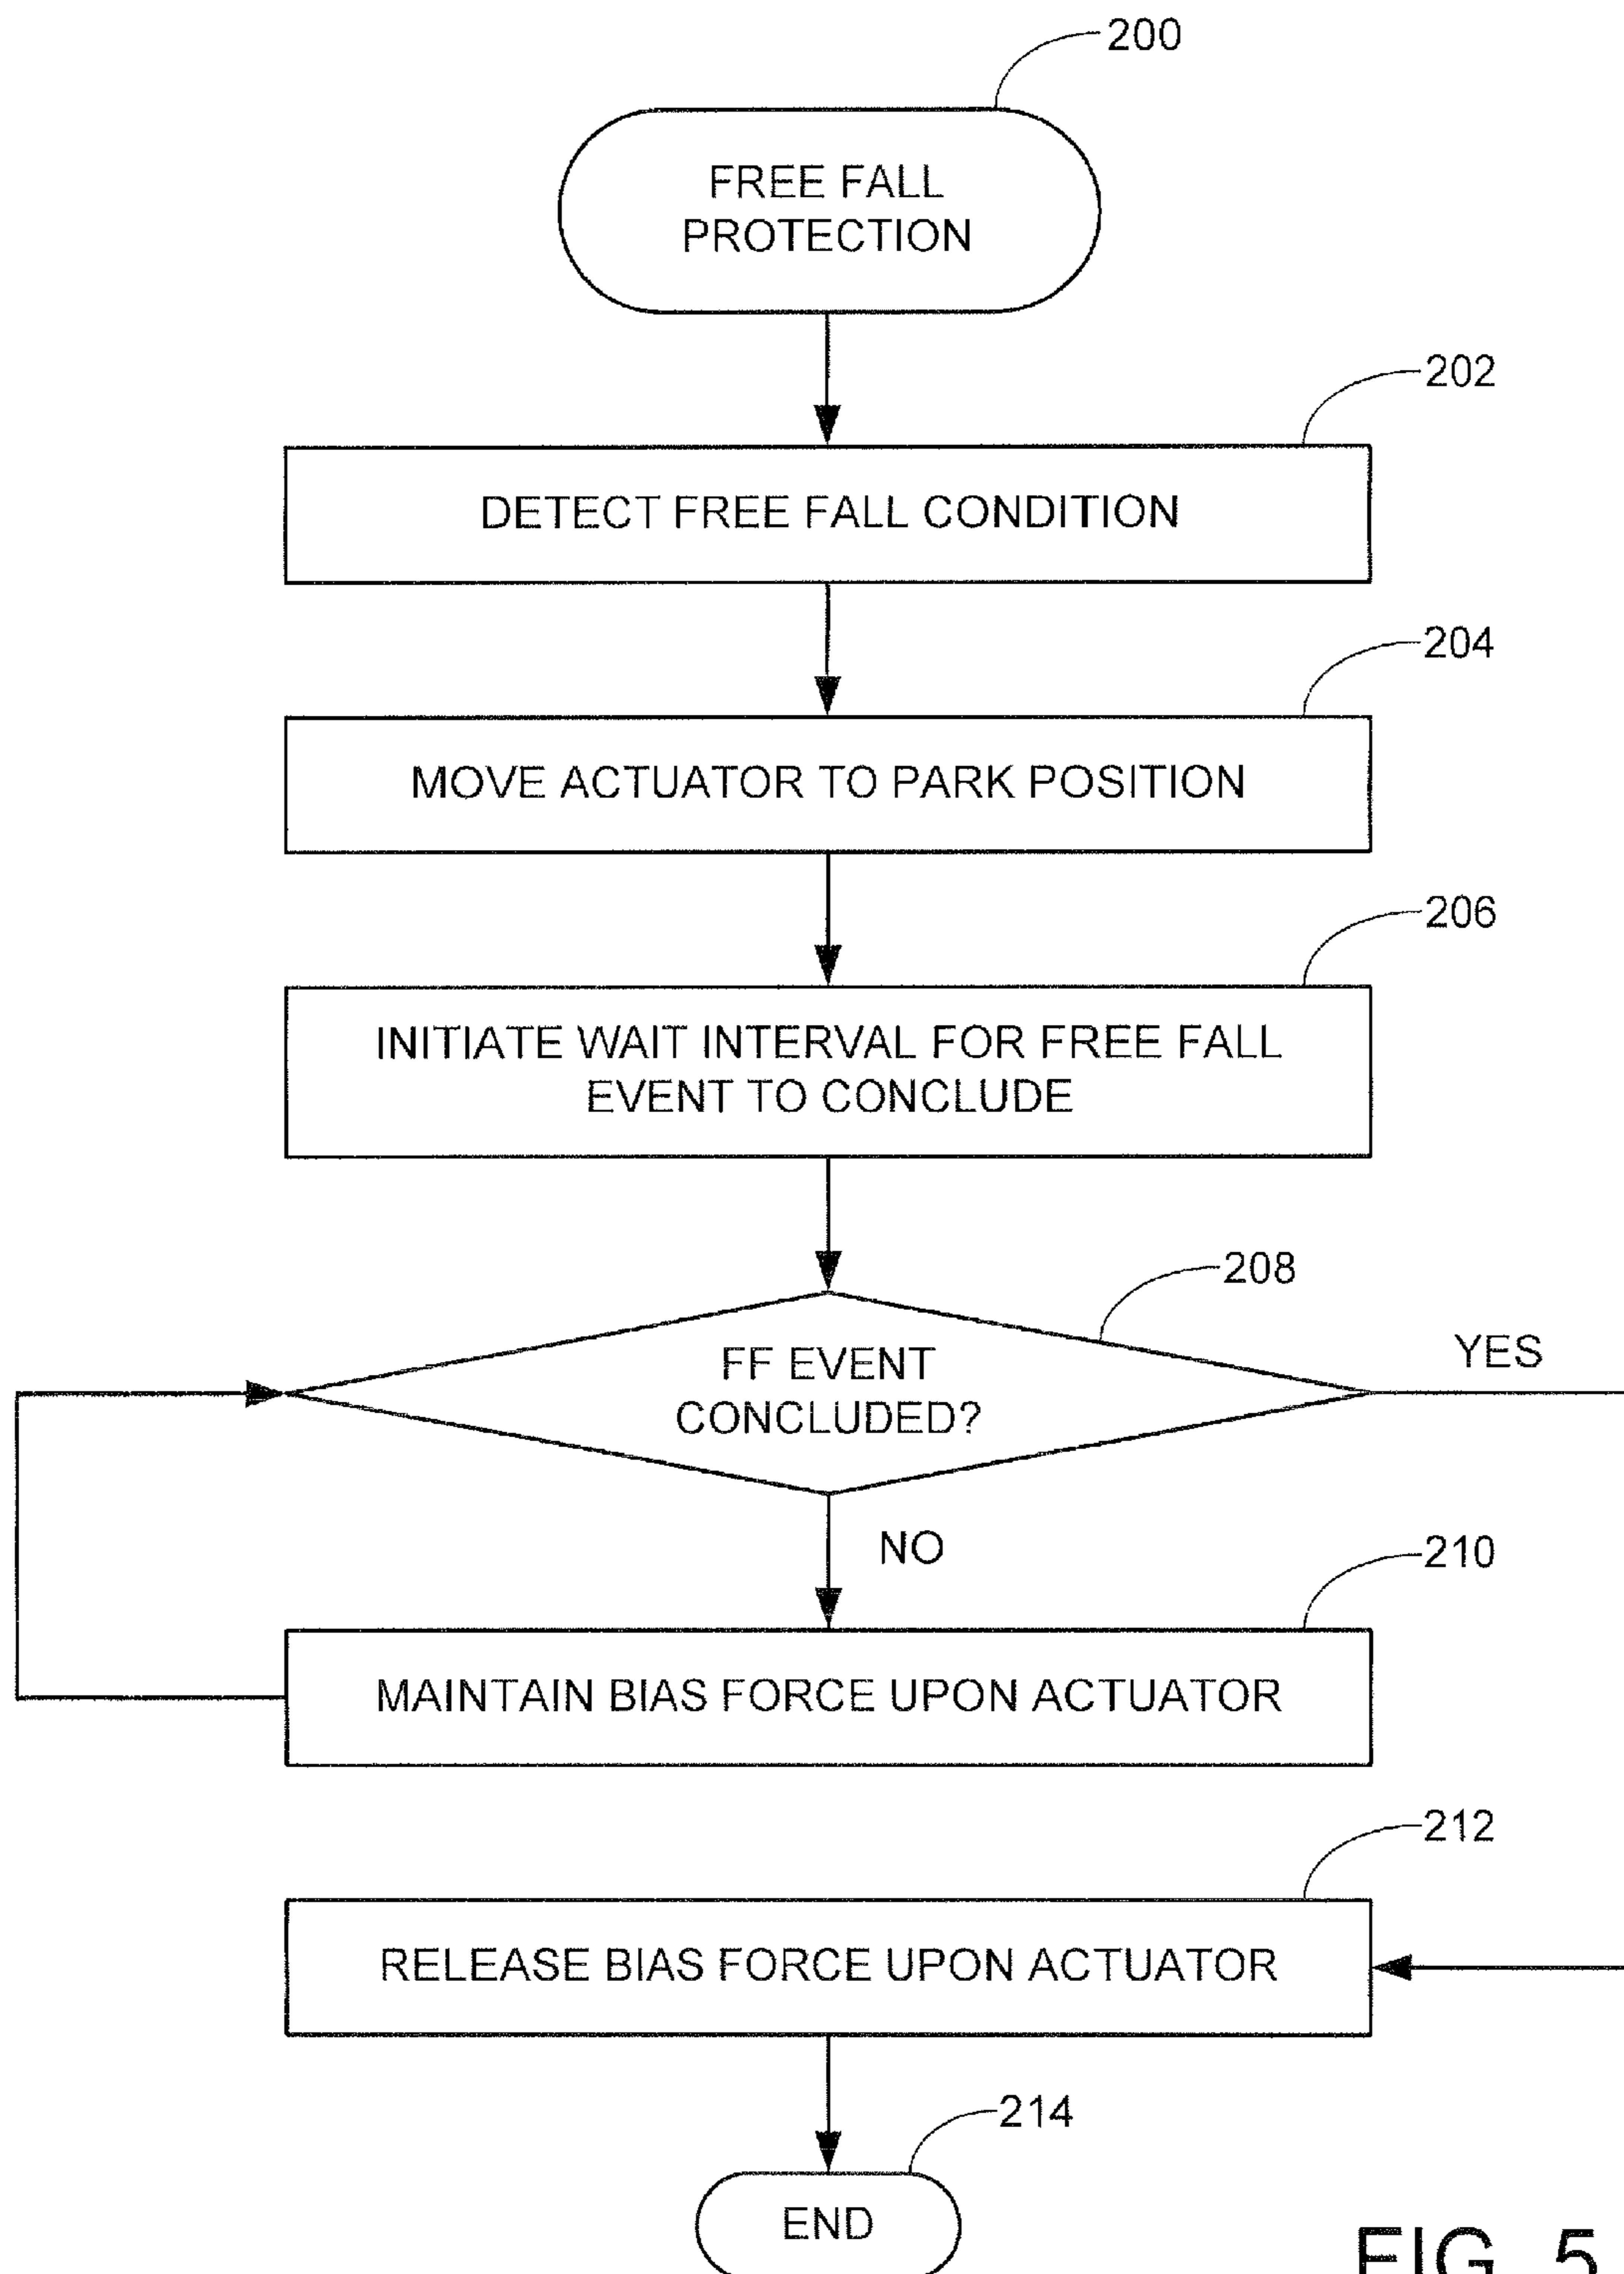 200
FREE FALL
PROTECTION
202
DETECT FREE FALL CONDITION
204
MOVE ACTUATOR TO PARK POSITION
206
INITIATE WAIT INTERVAL FOR FREE FALL
EVENT TO CONCLUDE
208
FF EVENT
CONCLUDED?
YES
NO
210
MAINTAIN BIAS FORCE UPON ACTUATOR
212
RELEASE BIAS FORCE UPON ACTUATOR
214
END
FIG. 5